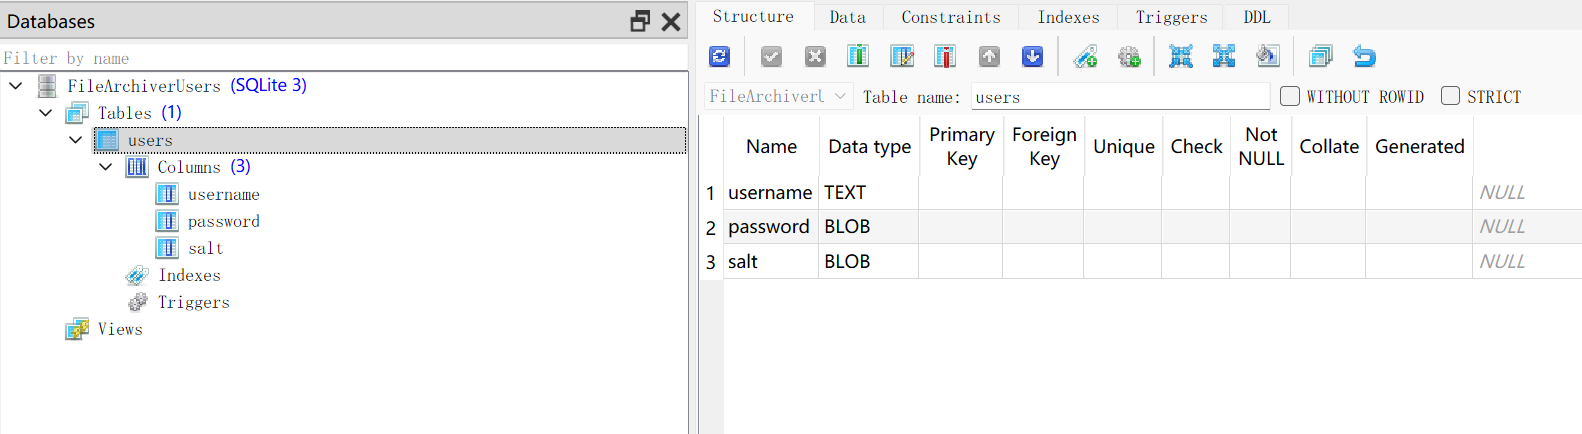 Databases
Filter by name
FileArchiverUsers (SQLite 3)
Tables (1)
users
Columns (3)
username
password
salt
Indexes
Triggers
Views
Structure Data Constraints Indexes Triggers DDL
FileArchiverU Table name: users WITHOUT ROWID STRICT
Name Data type Primary Key Foreign Key Unique Check Not NULL Collate Generated
1 username TEXT NULL
2 password BLOB NULL
3 salt BLOB NULL